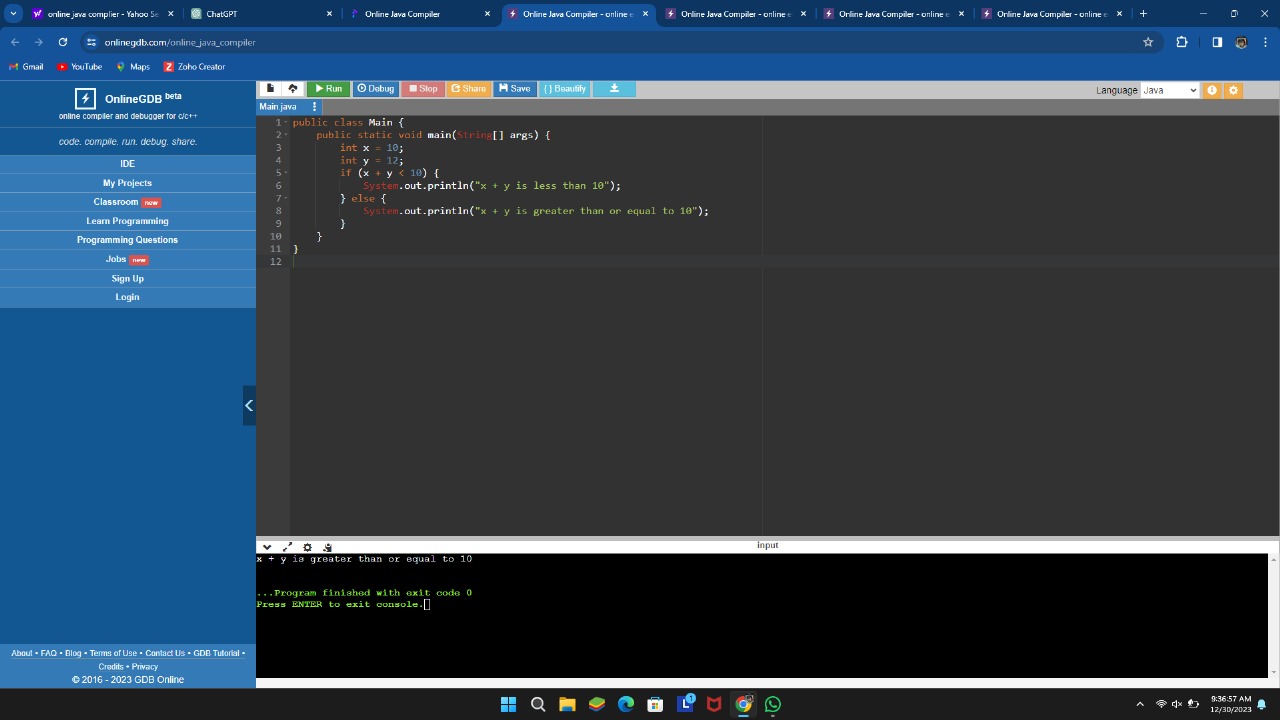 online java complier - Yahoo Se
ChatGPT
Online Java Compiler
Online Java Compiler - online e
Online Java Compiler - online e
Online Java Compiler - online e
Online Java Compiler - online e
onlinegdb.com/online_java_compiler
Gmail
YouTube
Maps
Zoho Creator
OnlineGDB beta
online compiler and debugger for c/c++
code. compile. run. debug. share.
IDE
My Projects
Classroom new
Learn Programming
Programming Questions
Jobs new
Sign Up
Login
About • FAQ • Blog • Terms of Use • Contact Us • GDB Tutorial •
Credits • Privacy
© 2016 - 2023 GDB Online
Run
Debug
Stop
Share
Save
{ } Beautify
Language Java
Main java
1 public class Main {
2 public static void main(String[] args) {
3 int x = 10;
4 int y = 12;
5 if (x + y < 10) {
6 System.out.println("x + y is less than 10");
7 } else {
8 System.out.println("x + y is greater than or equal to 10");
9 }
10 }
11 }
12
input
x + y is greater than or equal to 10
...Program finished with exit code 0
Press ENTER to exit console.
1
9:36:57 AM
12/30/2023